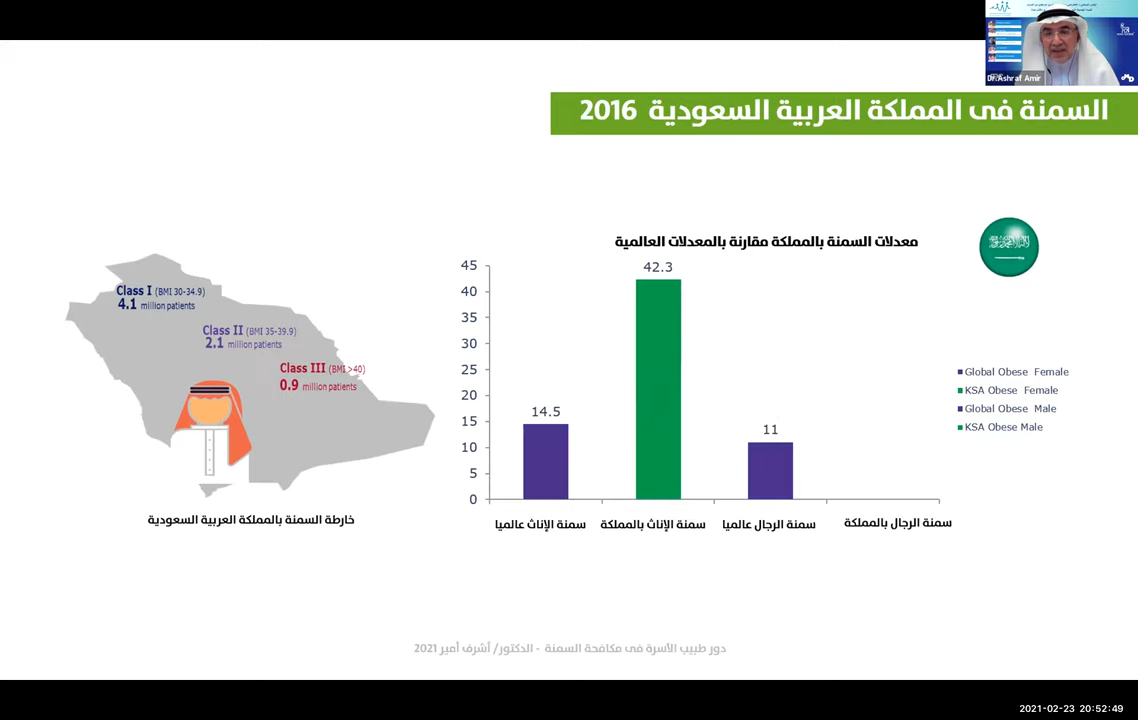 Dr.Ashraf Amir
السمنة فى المملكة العربية السعودية 2016
معدلات السمنة بالمملكة مقارنة بالمعدلات العالمية
Class I (BMI 30-34.9)
4.1 million patients
Class II (BMI 35-39.9)
2.1 million patients
Class III (BMI >40)
0.9 million patients
خارطة السمنة بالمملكة العربية السعودية
45
40
35
30
25
20
15
10
5
0
14.5
42.3
11
سمنة الإناث عالميا
سمنة الإناث بالمملكة
سمنة الرجال عالميا
سمنة الرجال بالمملكة
Global Obese Female
KSA Obese Female
Global Obese Male
KSA Obese Male
دور طبيب الأسرة فى مكافحة السمنة - الدكتور/ أشرف أمير 2021
2021-02-23 20:52:49